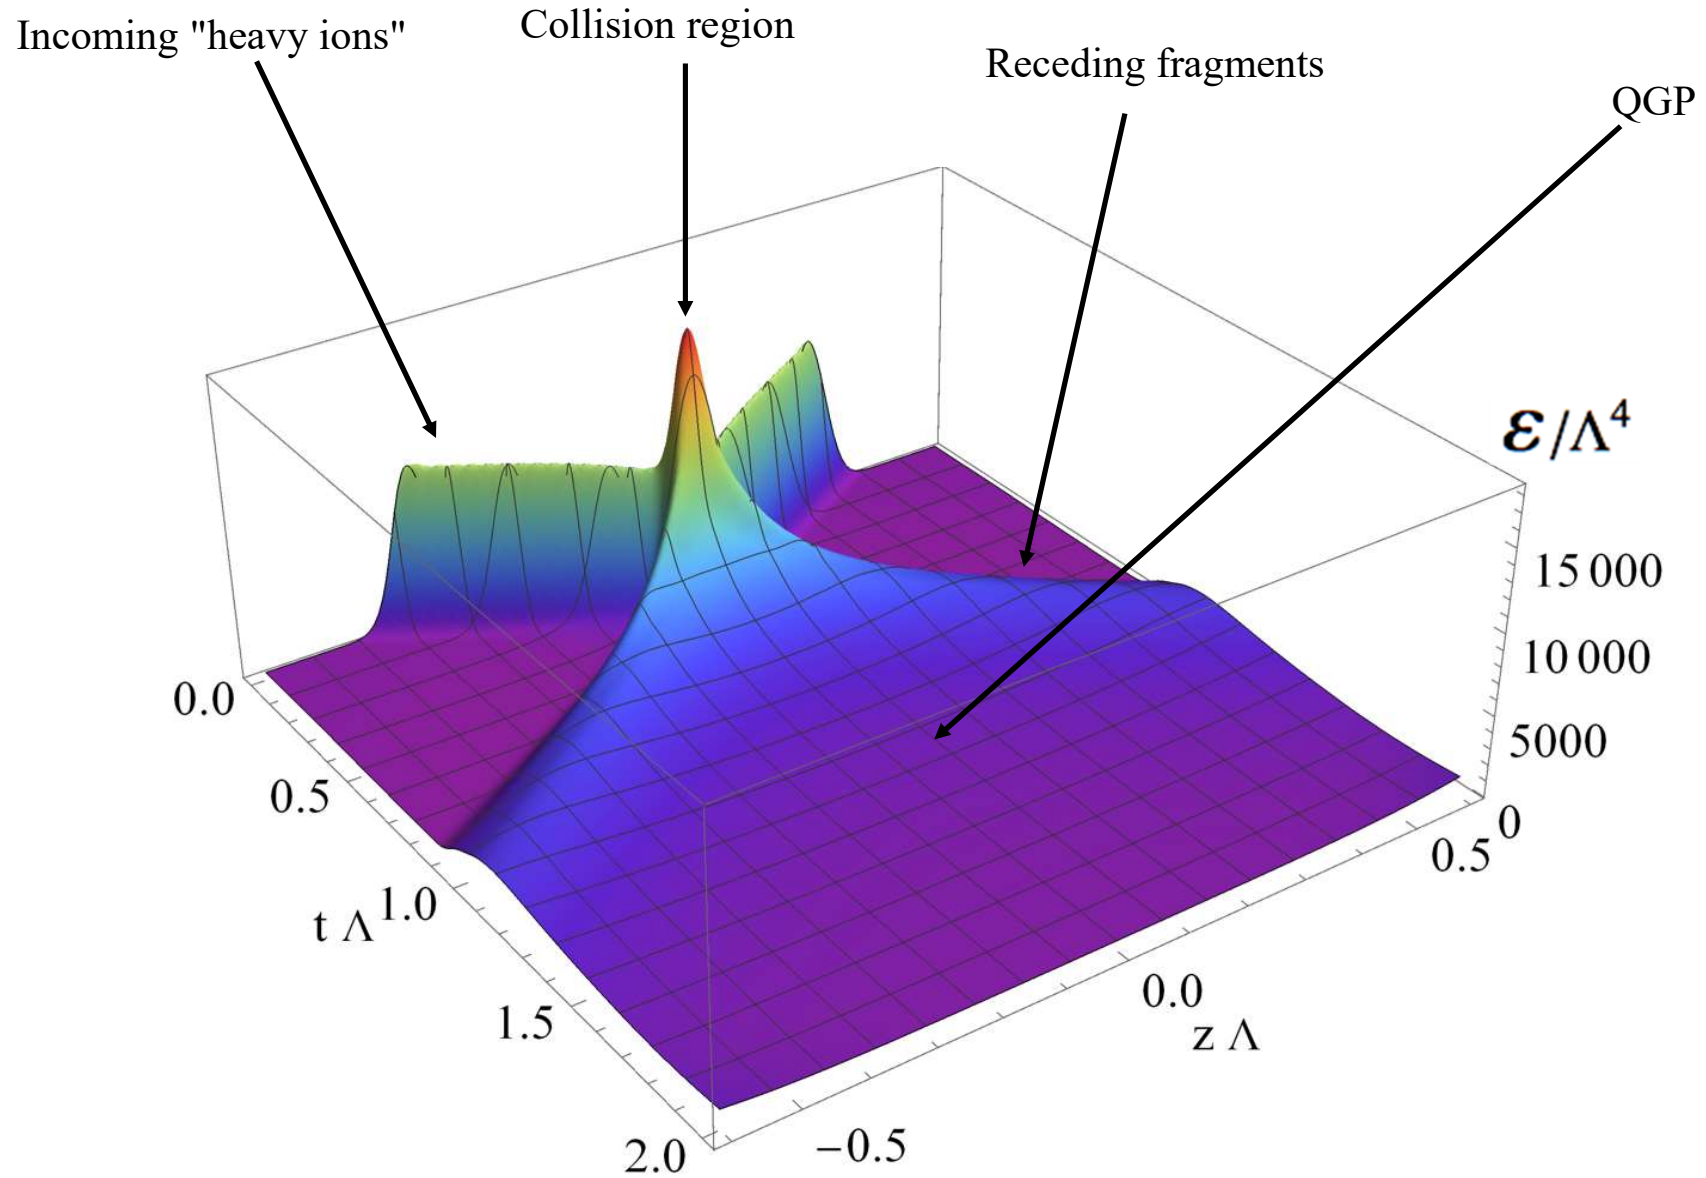 Incoming "heavy ions"
Collision region
Receding fragments
QGP
ε/Λ⁴
15 000
10 000
5000
0
0.0
0.5
1.0
1.5
2.0
t Λ
−0.5
0.0
0.5
z Λ